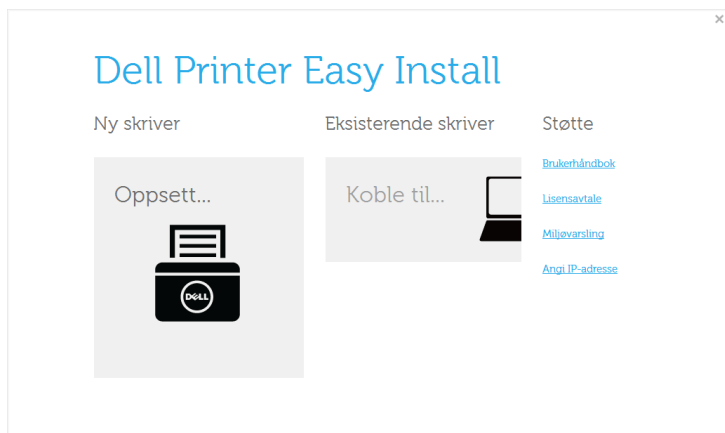 Dell Printer Easy Install
Ny skriver
Eksisterende skriver
Støtte
Oppsett...
DELL
Koble til...
Brukerhåndbok
Lisensavtale
Miljøvarsling
Angi IP-adresse